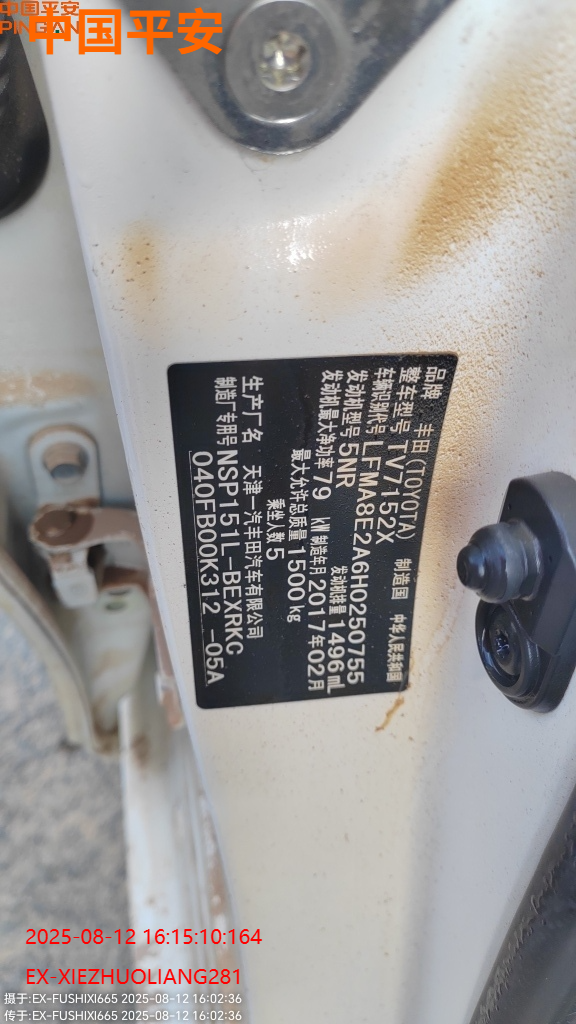 中国平安
PINGAN
中国平安
品牌 丰田(TOYOTA) 制造国 中华人民共和国
整车型号 TV7152X
车辆识别代号 LFMA8E2A6H0250755
发动机型号 5NR 发动机排量 1496 mL
发动机最大净功率 79 kW 制造年月 2017年02月
最大允许总质量 1500 kg
乘坐人数 5
生产厂名 天津一汽丰田汽车有限公司
制造厂专用号 NSP151L-BEXRKC
040FB00K312 -05A
2025-08-12 16:15:10:164
EX-XIEZHUOLIANG281
摄于:EX-FUSHIXI665 2025-08-12 16:02:36
传于:EX-FUSHIXI665 2025-08-12 16:02:36